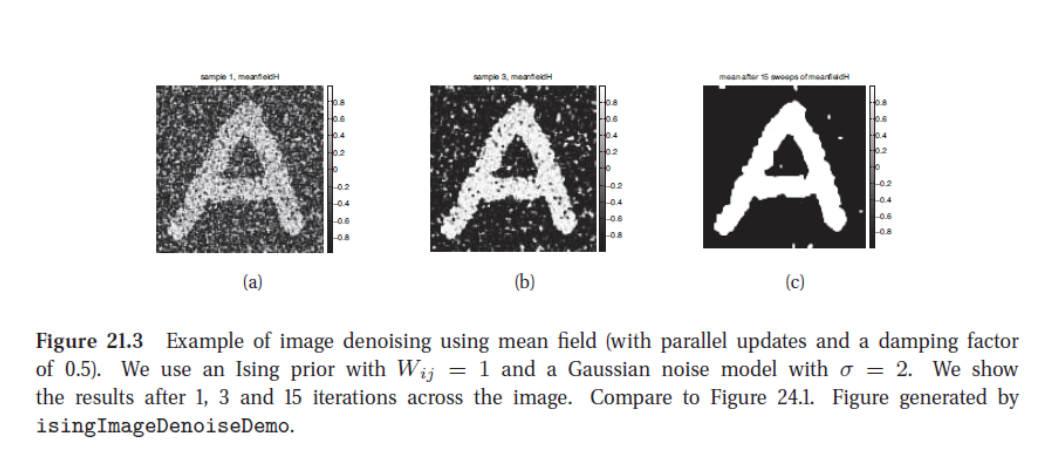 sample 1, meanfieldH
sample 3, meanfieldH
mean after 15 sweeps of meanfieldH
0.8
0.6
0.4
0.2
0
−0.2
−0.4
−0.6
−0.8
0.8
0.6
0.4
0.2
0
−0.2
−0.4
−0.6
−0.8
0.8
0.6
0.4
0.2
0
−0.2
−0.4
−0.6
−0.8
A
A
A
(a)
(b)
(c)
Figure 21.3 Example of image denoising using mean field (with parallel updates and a damping factor
of 0.5). We use an Ising prior with W_{ij} = 1 and a Gaussian noise model with σ = 2. We show
the results after 1, 3 and 15 iterations across the image. Compare to Figure 24.1. Figure generated by
isingImageDenoiseDemo.